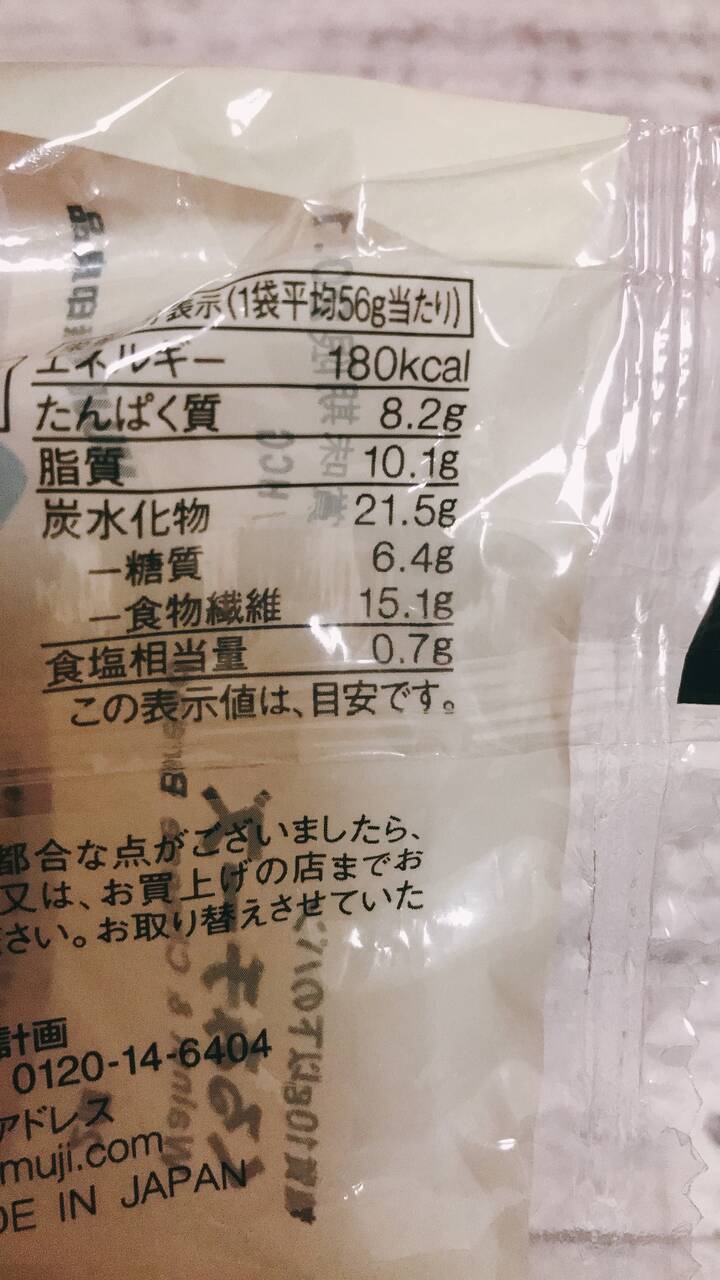 表示(1袋平均56g当たり)
エネルギー 180kcal
たんぱく質 8.2g
脂質 10.1g
炭水化物 21.5g
－糖質 6.4g
－食物繊維 15.1g
食塩相当量 0.7g
この表示値は、目安です。
都合な点がございましたら、
又は、お買上げの店までお
さい。お取り替えさせていた
計画
0120-14-6404
アドレス
muji.com
DE IN JAPAN